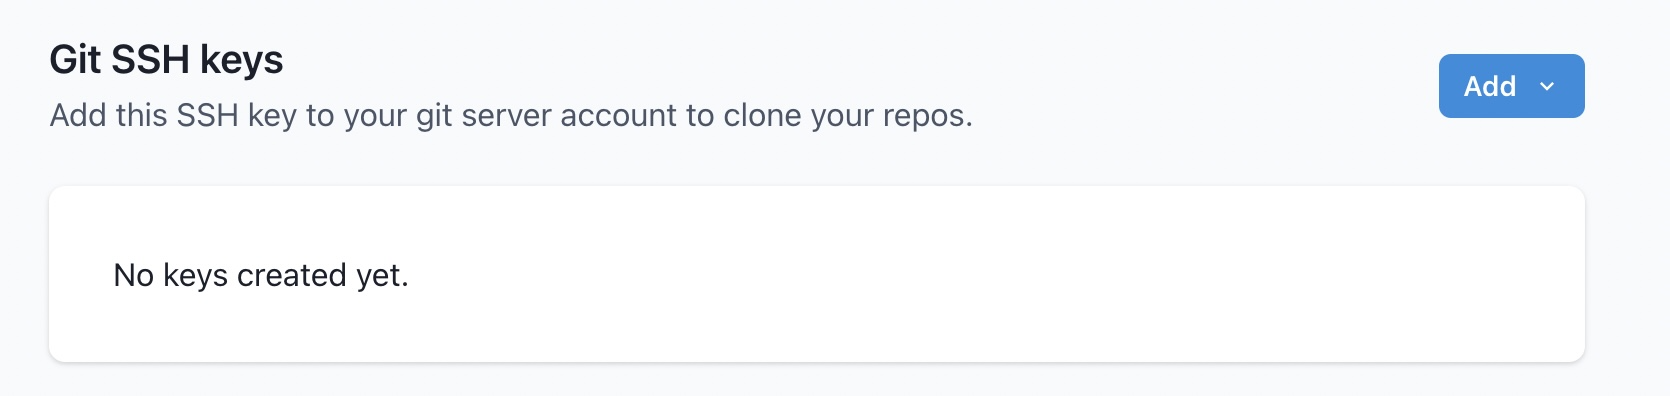 Git SSH keys
Add this SSH key to your git server account to clone your repos.
Add
No keys created yet.